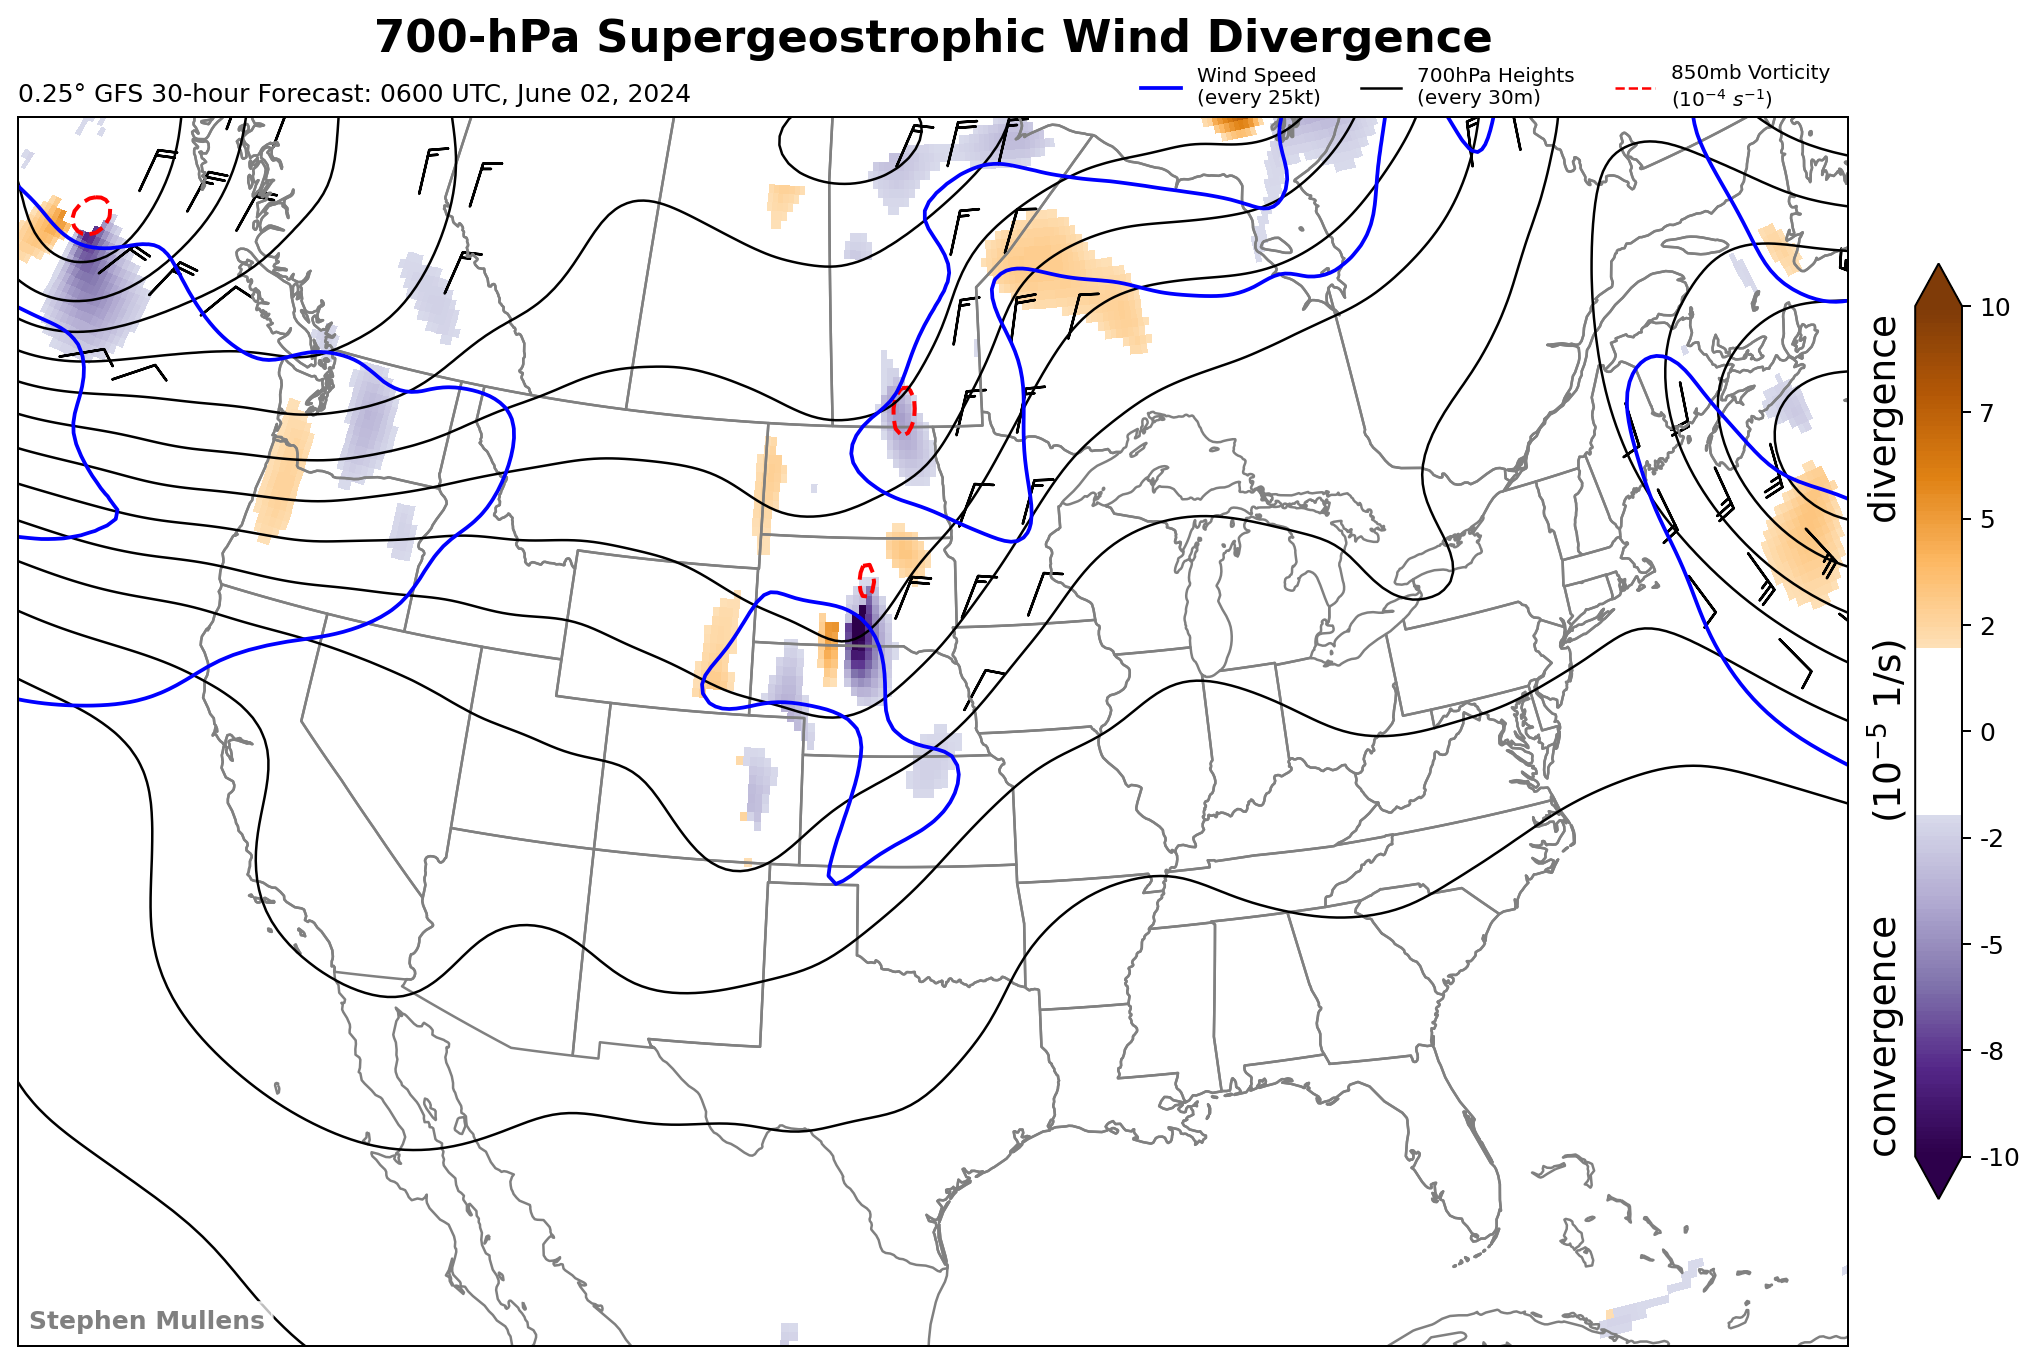 700-hPa Supergeostrophic Wind Divergence
0.25° GFS 30-hour Forecast: 0600 UTC, June 02, 2024
Wind Speed
(every 25kt)
700hPa Heights
(every 30m)
850mb Vorticity
(10⁻⁴ s⁻¹)
10
7
5
2
0
-2
-5
-8
-10
convergence (10⁻⁵ 1/s) divergence
Stephen Mullens